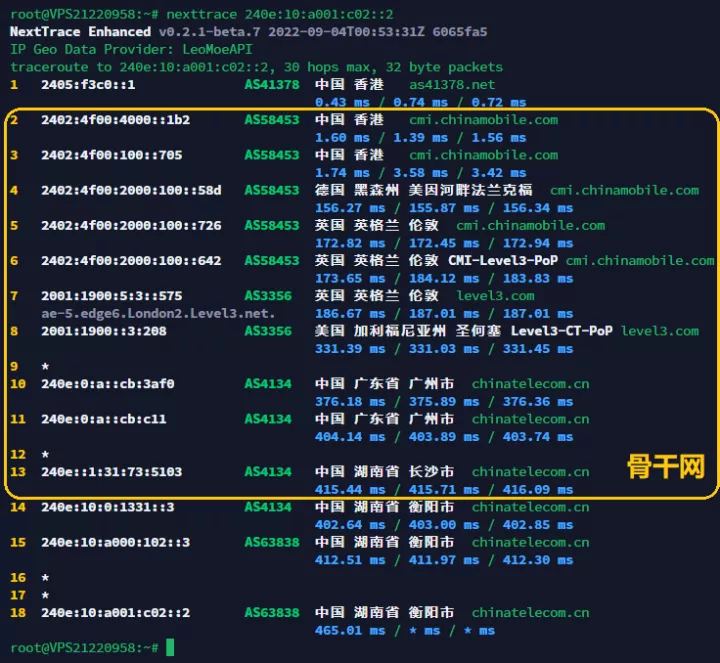 root@VPS21220958:~# nexttrace 240e:10:a001:c02::2
NextTrace Enhanced v0.2.1-beta.7 2022-09-04T00:53:31Z 6065fa5
IP Geo Data Provider: LeoMoeAPI
traceroute to 240e:10:a001:c02::2, 30 hops max, 32 byte packets
1 2405:f3c0::1 AS41378 中国 香港 as41378.net
0.43 ms / 0.74 ms / 0.72 ms
2 2402:4f00:4000::1b2 AS58453 中国 香港 cmi.chinamobile.com
1.60 ms / 1.39 ms / 1.56 ms
3 2402:4f00:100::705 AS58453 中国 香港 cmi.chinamobile.com
1.74 ms / 3.58 ms / 3.42 ms
4 2402:4f00:2000:100::58d AS58453 德国 黑森州 美因河畔法兰克福 cmi.chinamobile.com
156.27 ms / 155.87 ms / 156.34 ms
5 2402:4f00:2000:100::726 AS58453 英国 英格兰 伦敦 cmi.chinamobile.com
172.82 ms / 172.45 ms / 172.94 ms
6 2402:4f00:2000:100::642 AS58453 英国 英格兰 伦敦 CMI-Level3-PoP cmi.chinamobile.com
173.65 ms / 184.12 ms / 183.83 ms
7 2001:1900:5:3::575 AS3356 英国 英格兰 伦敦 level3.com
ae-5.edge6.London2.Level3.net. 186.67 ms / 187.01 ms / 187.01 ms
8 2001:1900::3:208 AS3356 美国 加利福尼亚州 圣何塞 Level3-CT-PoP level3.com
331.39 ms / 331.03 ms / 331.45 ms
9 *
10 240e:0:a::cb:3af0 AS4134 中国 广东省 广州市 chinatelecom.cn
376.18 ms / 375.89 ms / 376.36 ms
11 240e:0:a::cb:c11 AS4134 中国 广东省 广州市 chinatelecom.cn
404.14 ms / 403.89 ms / 403.74 ms
12 *
13 240e::1:31:73:5103 AS4134 中国 湖南省 长沙市 chinatelecom.cn
415.44 ms / 415.71 ms / 416.09 ms
骨干网
14 240e:10:0:1331::3 AS4134 中国 湖南省 衡阳市 chinatelecom.cn
402.64 ms / 403.00 ms / 402.85 ms
15 240e:10:a000:102::3 AS63838 中国 湖南省 衡阳市 chinatelecom.cn
412.51 ms / 411.97 ms / 412.30 ms
16 *
17 *
18 240e:10:a001:c02::2 AS63838 中国 湖南省 衡阳市 chinatelecom.cn
465.01 ms / * ms / * ms
root@VPS21220958:~#